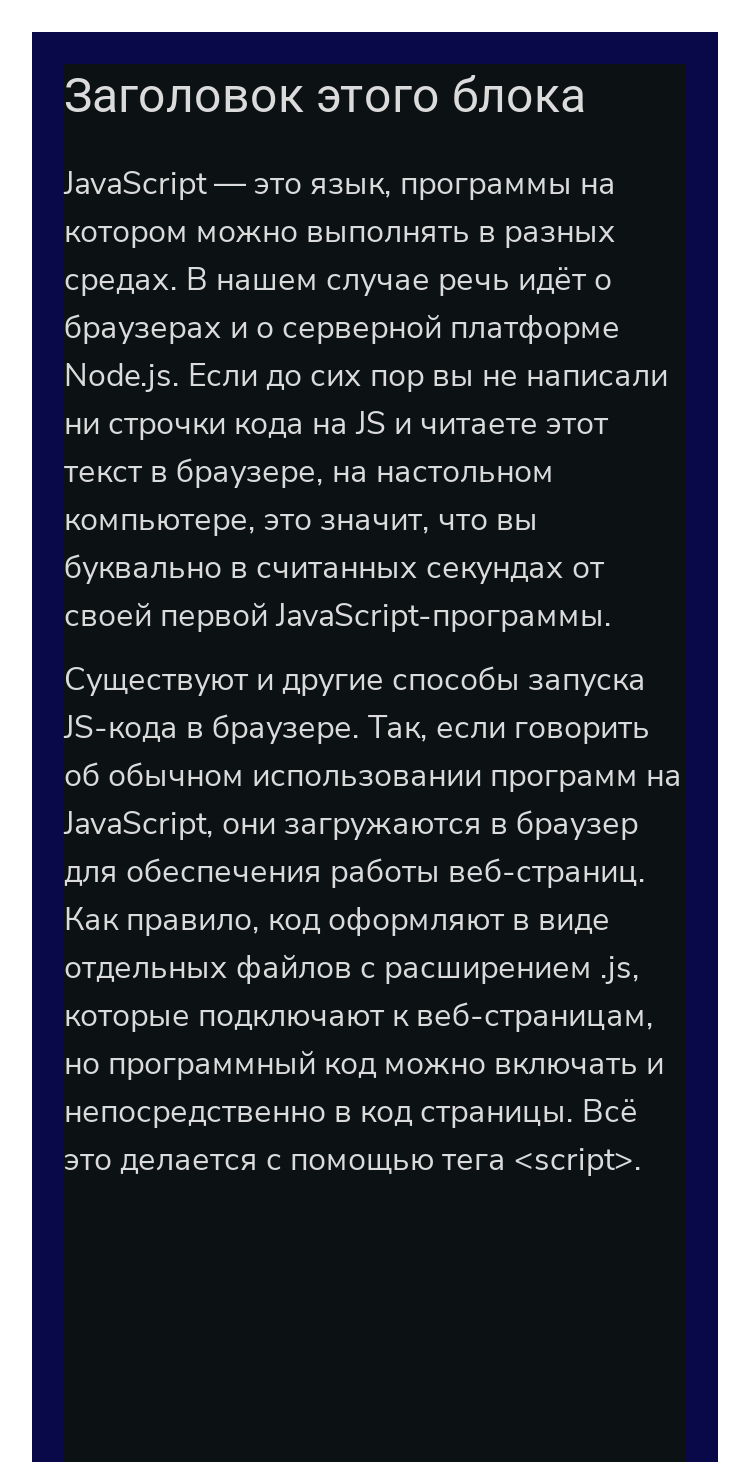 Заголовок этого блока
JavaScript — это язык, программы на
котором можно выполнять в разных
средах. В нашем случае речь идёт о
браузерах и о серверной платформе
Node.js. Если до сих пор вы не написали
ни строчки кода на JS и читаете этот
текст в браузере, на настольном
компьютере, это значит, что вы
буквально в считанных секундах от
своей первой JavaScript-программы.
Существуют и другие способы запуска
JS-кода в браузере. Так, если говорить
об обычном использовании программ на
JavaScript, они загружаются в браузер
для обеспечения работы веб-страниц.
Как правило, код оформляют в виде
отдельных файлов с расширением .js,
которые подключают к веб-страницам,
но программный код можно включать и
непосредственно в код страницы. Всё
это делается с помощью тега <script>.